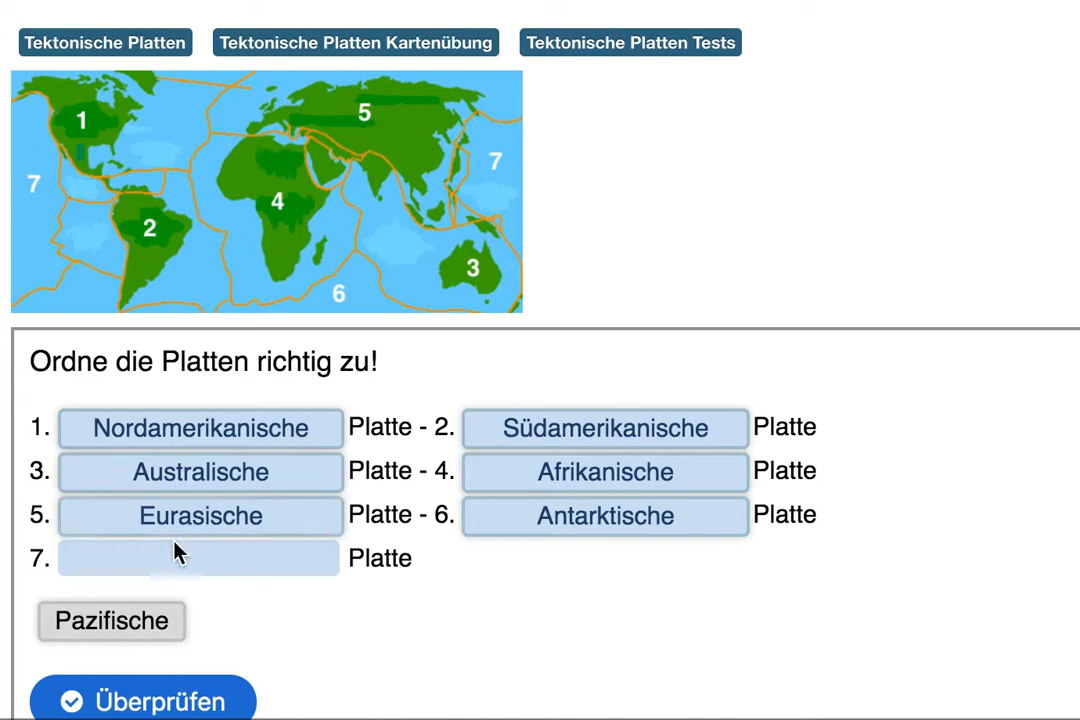 Tektonische Platten Tektonische Platten Kartenübung Tektonische Platten Tests
1 5
7 7
4
2
3
6
Ordne die Platten richtig zu!
1. Nordamerikanische Platte - 2. Südamerikanische Platte
3. Australische Platte - 4. Afrikanische Platte
5. Eurasische Platte - 6. Antarktische Platte
7. Platte
Pazifische
Überprüfen